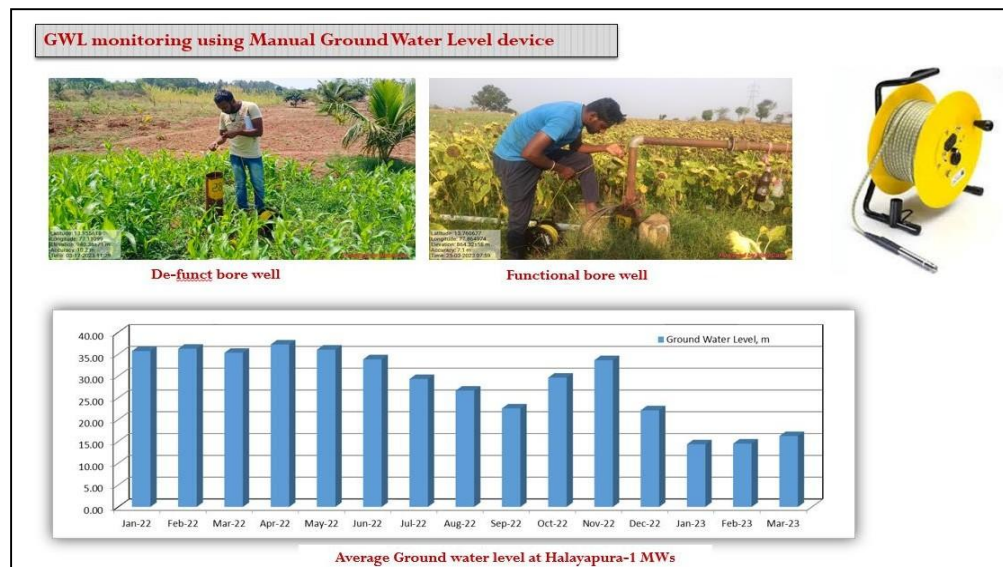 GWL monitoring using Manual Ground Water Level device
De-funct bore well
Functional bore well
Ground Water Level, m
40.00
35.00
30.00
25.00
20.00
15.00
10.00
5.00
0.00
Jan-22 Feb-22 Mar-22 Apr-22 May-22 Jun-22 Jul-22 Aug-22 Sep-22 Oct-22 Nov-22 Dec-22 Jan-23 Feb-23 Mar-23
Average Ground water level at Halayapura-1 MWs